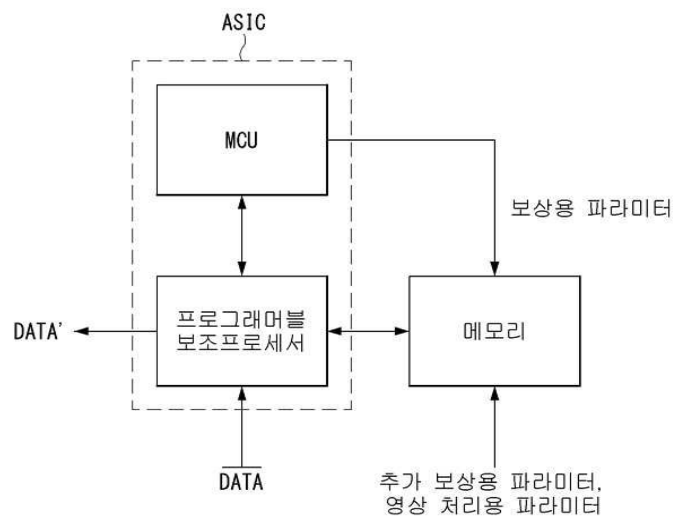 ASIC
MCU
보상용 파라미터
프로그래머블
보조프로세서
메모리
DATA'
DATA
추가 보상용 파라미터,
영상 처리용 파라미터